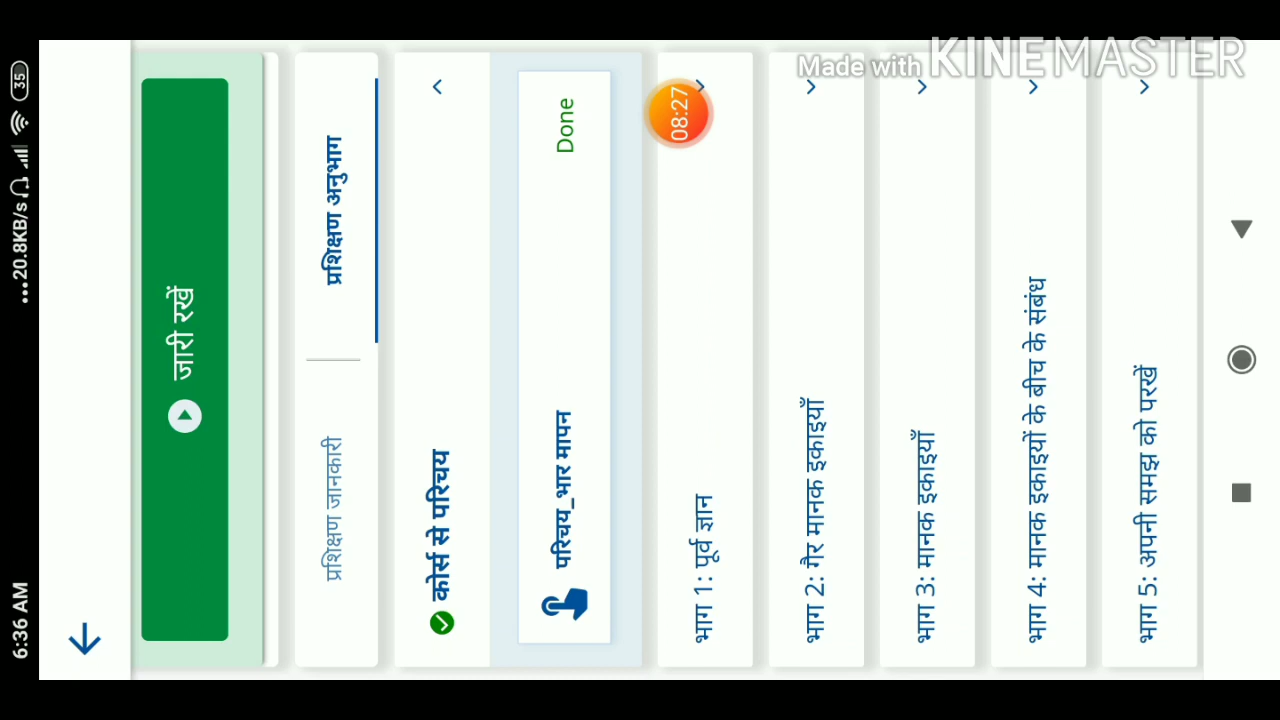 Made with KINEMASTER
6:36 AM
...20.8KB/s
35
जारी रखें
प्रशिक्षण जानकारी
प्रशिक्षण अनुभाग
कोर्स से परिचय
परिचय_भार मापन
Done
08:27
भाग 1: पूर्व ज्ञान
भाग 2: गैर मानक इकाइयाँ
भाग 3: मानक इकाइयाँ
भाग 4: मानक इकाइयों के बीच के संबंध
भाग 5: अपनी समझ को परखें